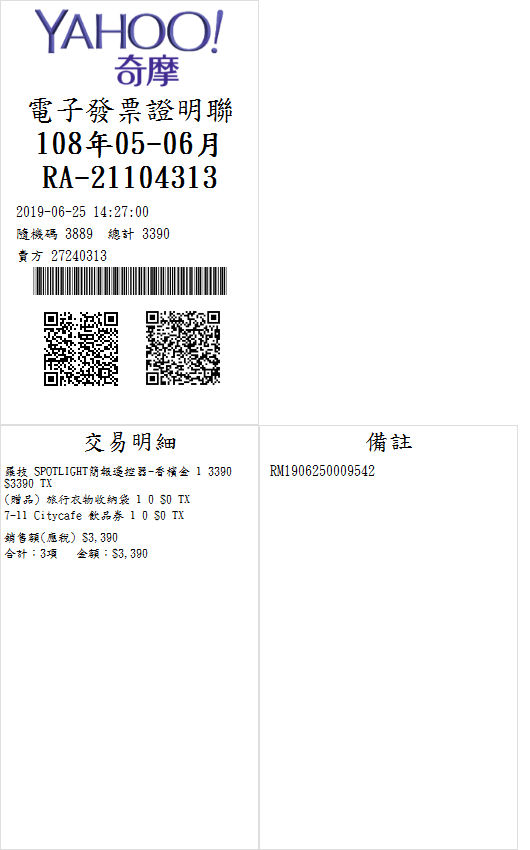 YAHOO!
奇摩
電子發票證明聯
108年05-06月
RA-21104313
2019-06-25 14:27:00
隨機碼 3889 總計 3390
賣方 27240313
交易明細
羅技 SPOTLIGHT簡報遙控器-香檳金 1 3390
$3390 TX
(贈品) 旅行衣物收納袋 1 0 $0 TX
7-11 Citycafe 飲品券 1 0 $0 TX
銷售額(應稅) $3,390
合計：3項 金額：$3,390
備註
RM1906250009542